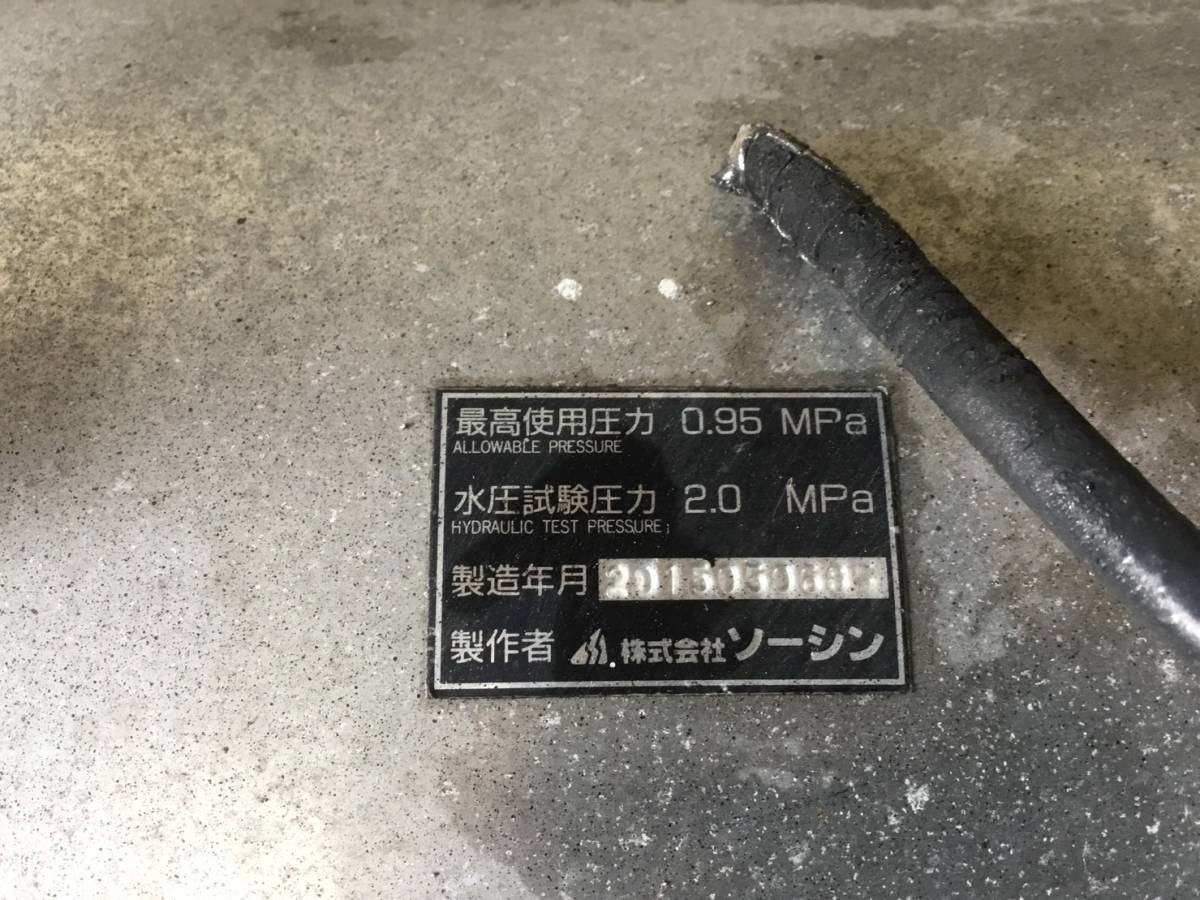 最高使用圧力 0.95 MPa
ALLOWABLE PRESSURE
水圧試験圧力 2.0 MPa
HYDRAULIC TEST PRESSURE
製造年月
製作者 株式会社ソーシン